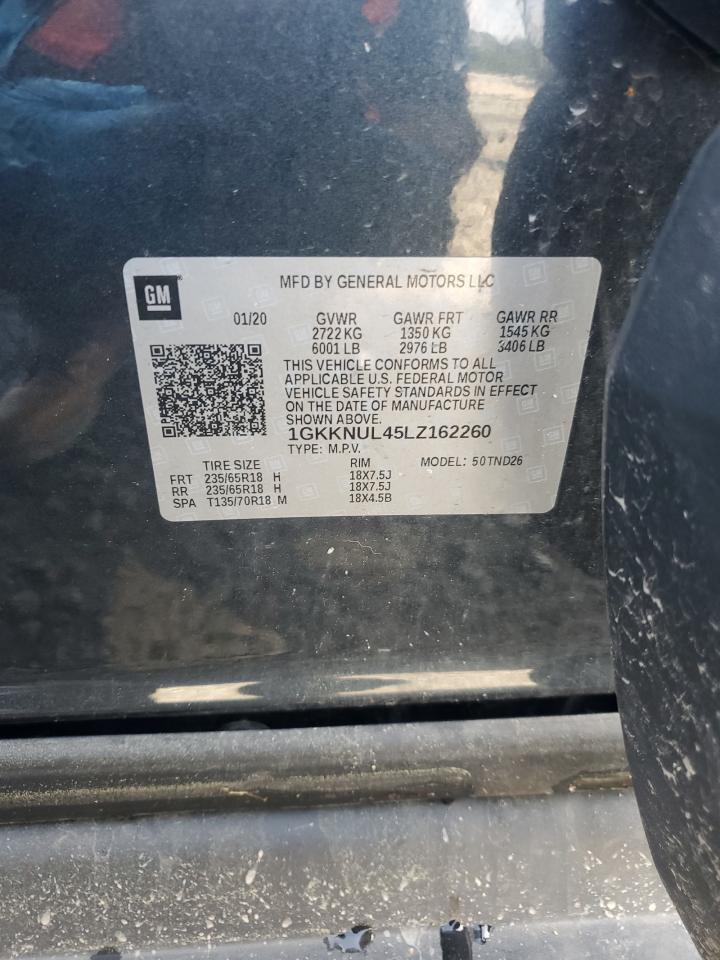 GM
MFD BY GENERAL MOTORS LLC
01/20 GVWR GAWR FRT GAWR RR
2722 KG 1350 KG 1545 KG
6001 LB 2976 LB 3406 LB
THIS VEHICLE CONFORMS TO ALL
APPLICABLE U.S. FEDERAL MOTOR
VEHICLE SAFETY STANDARDS IN EFFECT
ON THE DATE OF MANUFACTURE
SHOWN ABOVE.
1GKKNUL45LZ162260
TYPE: M.P.V. MODEL: 50TND26
TIRE SIZE RIM
FRT 235/65R18 H 18X7.5J
RR 235/65R18 H 18X7.5J
SPA T135/70R18 M 18X4.5B